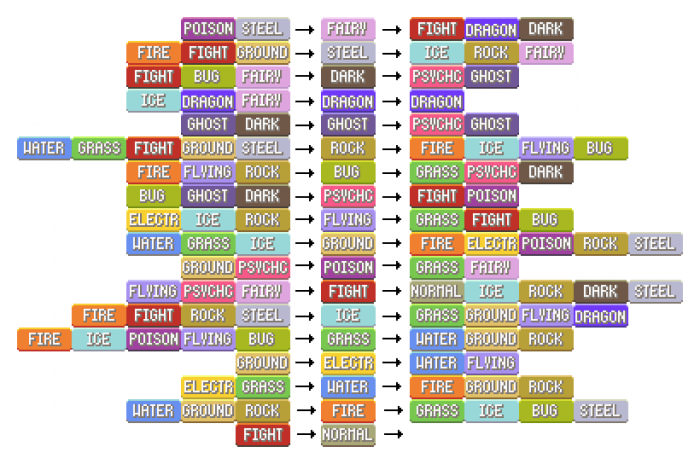 POISON STEEL → FAIRY → FIGHT DRAGON DARK
FIRE FIGHT GROUND → STEEL → ICE ROCK FAIRY
FIGHT BUG FAIRY → DARK → PSYCHC GHOST
ICE DRAGON FAIRY → DRAGON → DRAGON
GHOST DARK → GHOST → PSYCHC GHOST
WATER GRASS FIGHT GROUND STEEL → ROCK → FIRE ICE FLYING BUG
FIRE FLYING ROCK → BUG → GRASS PSYCHC DARK
BUG GHOST DARK → PSYCHC → FIGHT POISON
ELECTR ICE ROCK → FLYING → GRASS FIGHT BUG
WATER GRASS ICE → GROUND → FIRE ELECTR POISON ROCK STEEL
GROUND PSYCHC → POISON → GRASS FAIRY
FLYING PSYCHC FAIRY → FIGHT → NORMAL ICE ROCK DARK STEEL
FIRE FIGHT ROCK STEEL → ICE → GRASS GROUND FLYING DRAGON
FIRE ICE POISON FLYING BUG → GRASS → WATER GROUND ROCK
GROUND → ELECTR → WATER FLYING
ELECTR GRASS → WATER → FIRE GROUND ROCK
WATER GROUND ROCK → FIRE → GRASS ICE BUG STEEL
FIGHT → NORMAL →